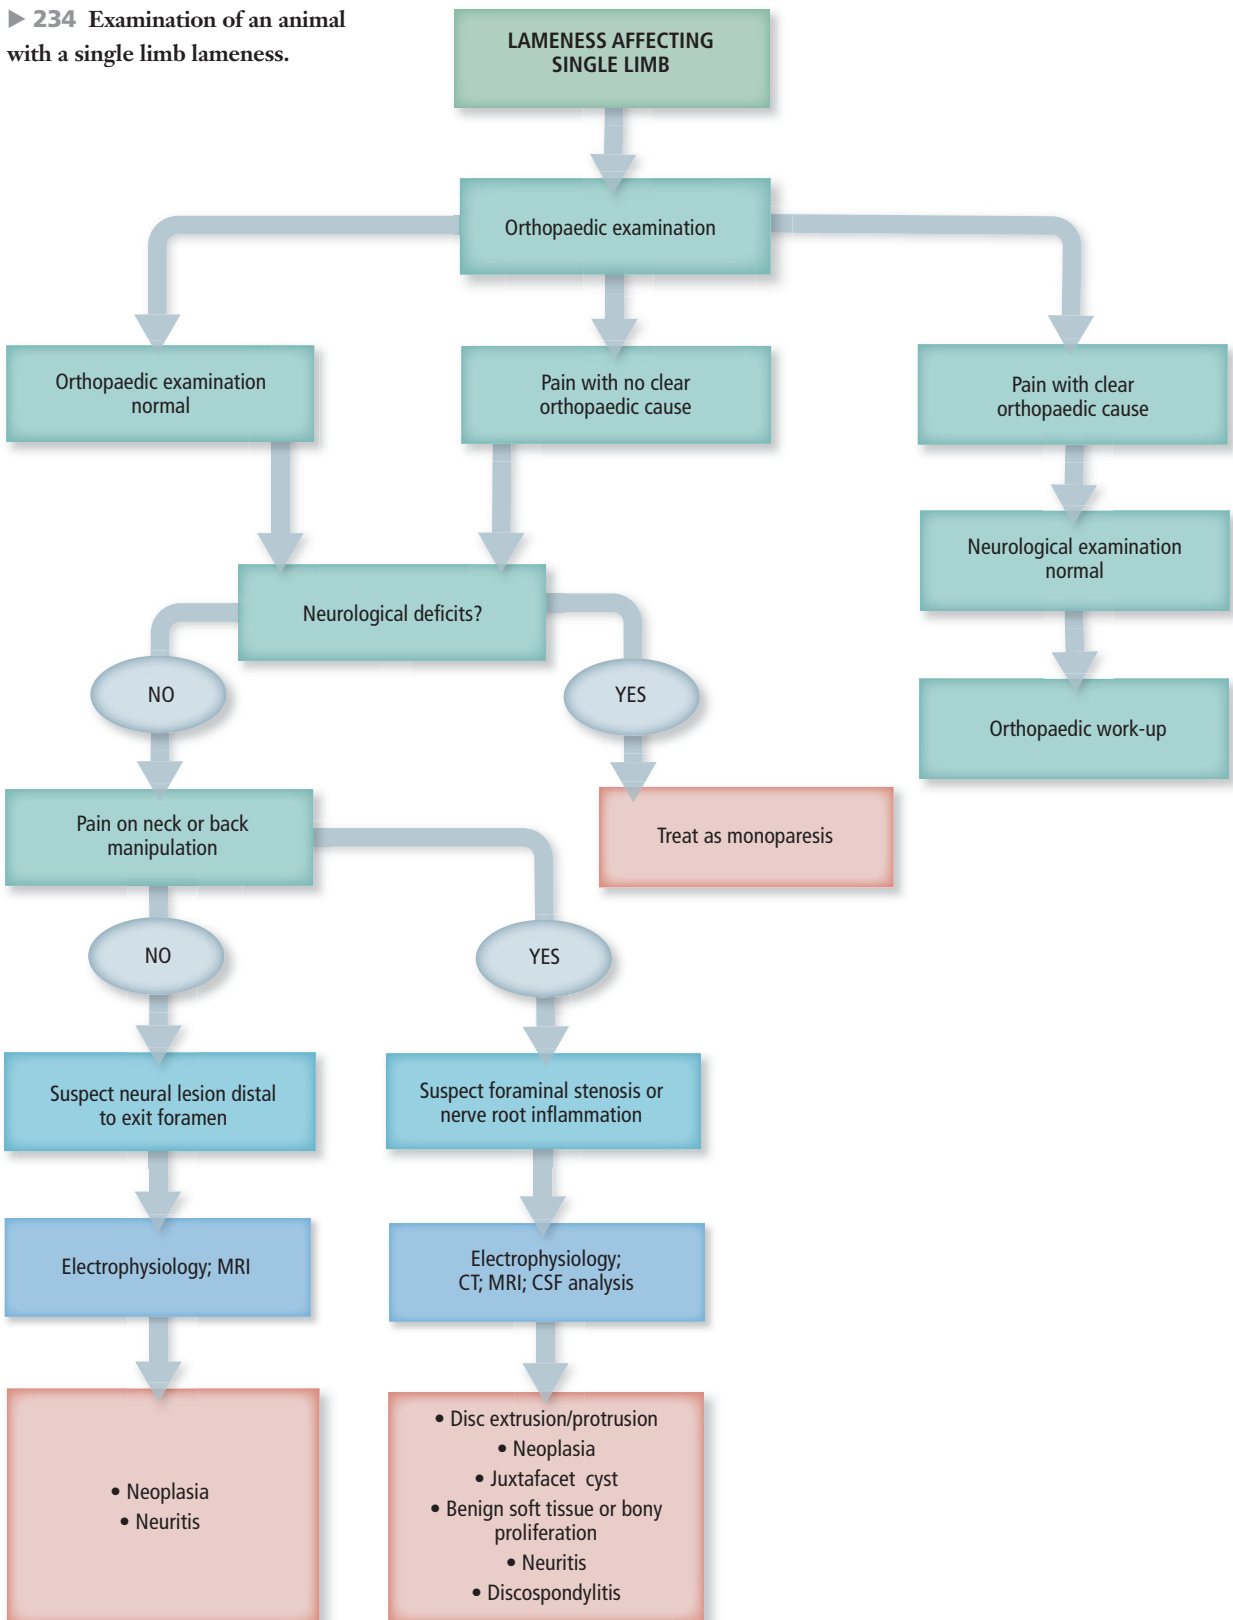 ▶ 234 Examination of an animal
with a single limb lameness.
LAMENESS AFFECTING
SINGLE LIMB
Orthopaedic examination
Orthopaedic examination
normal
Pain with no clear
orthopaedic cause
Pain with clear
orthopaedic cause
Neurological examination
normal
Neurological deficits?
NO
YES
Orthopaedic work-up
Pain on neck or back
manipulation
Treat as monoparesis
NO
YES
Suspect neural lesion distal
to exit foramen
Suspect foraminal stenosis or
nerve root inflammation
Electrophysiology; MRI
Electrophysiology;
CT; MRI; CSF analysis
• Neoplasia
• Neuritis
• Disc extrusion/protrusion
• Neoplasia
• Juxtafacet cyst
• Benign soft tissue or bony
proliferation
• Neuritis
• Discospondylitis